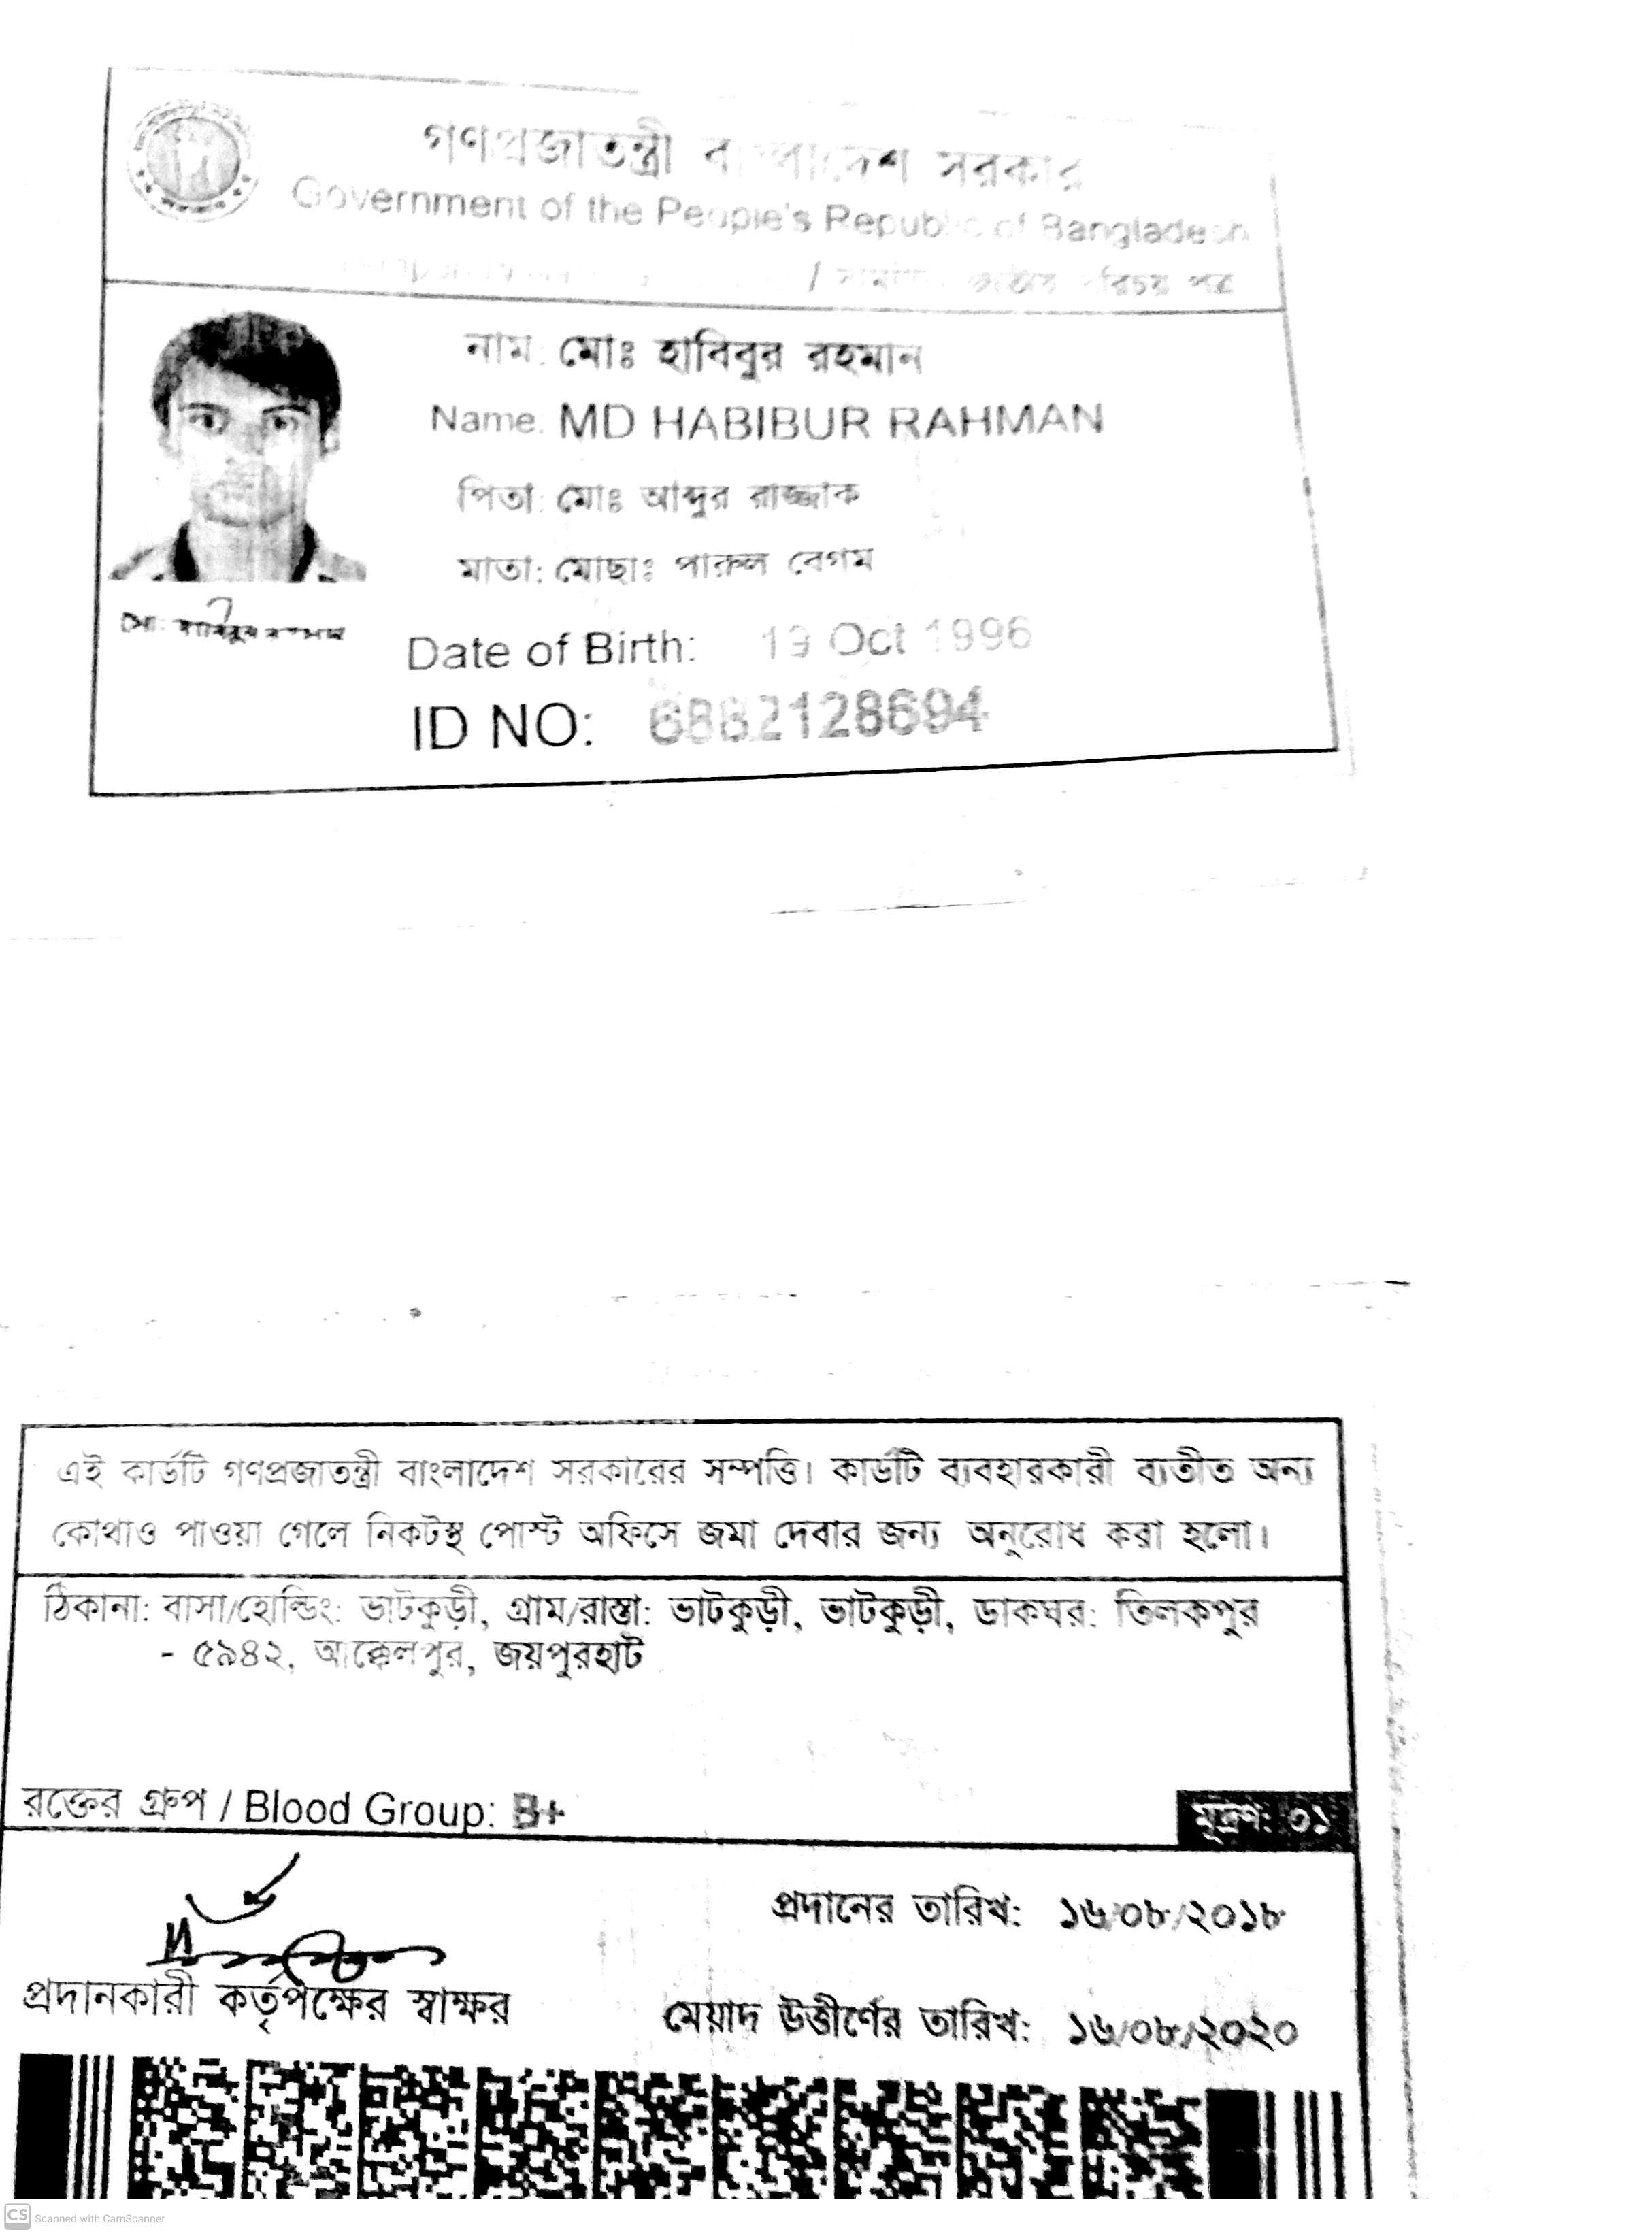 গণপ্রজাতন্ত্রী বাংলাদেশ সরকার
Government of the People's Republic of Bangladesh
/ পরিচয় পত্র
নাম: মোঃ হাবিবুর রহমান
Name: MD HABIBUR RAHMAN
পিতা: মোঃ আব্দুর রাজ্জাক
মাতা: মোছাঃ পারুল বেগম
মো: হাবিবুর রহমান
Date of Birth: Oct 1996
ID NO:
এই কার্ডটি গণপ্রজাতন্ত্রী বাংলাদেশ সরকারের সম্পত্তি। কার্ডটি ব্যবহারকারী ব্যতীত অন্য
কোথাও পাওয়া গেলে নিকটস্থ পোস্ট অফিসে জমা দেবার জন্য অনুরোধ করা হলো।
ঠিকানা: বাসা/হোল্ডিং: ভাটকুড়ী, গ্রাম/রাস্তা: ভাটকুড়ী, ভাটকুড়ী, ডাকঘর: তিলকপুর
- ৫৯৪২, আক্কেলপুর, জয়পুরহাট
রক্তের গ্রুপ / Blood Group: B+
মুদ্রণ: ০১
প্রদানের তারিখ: ১৬/০৮/২০১৮
প্রদানকারী কর্তৃপক্ষের স্বাক্ষর
মেয়াদ উত্তীর্ণের তারিখ: ১৬/০৮/২০২০
CS Scanned with CamScanner